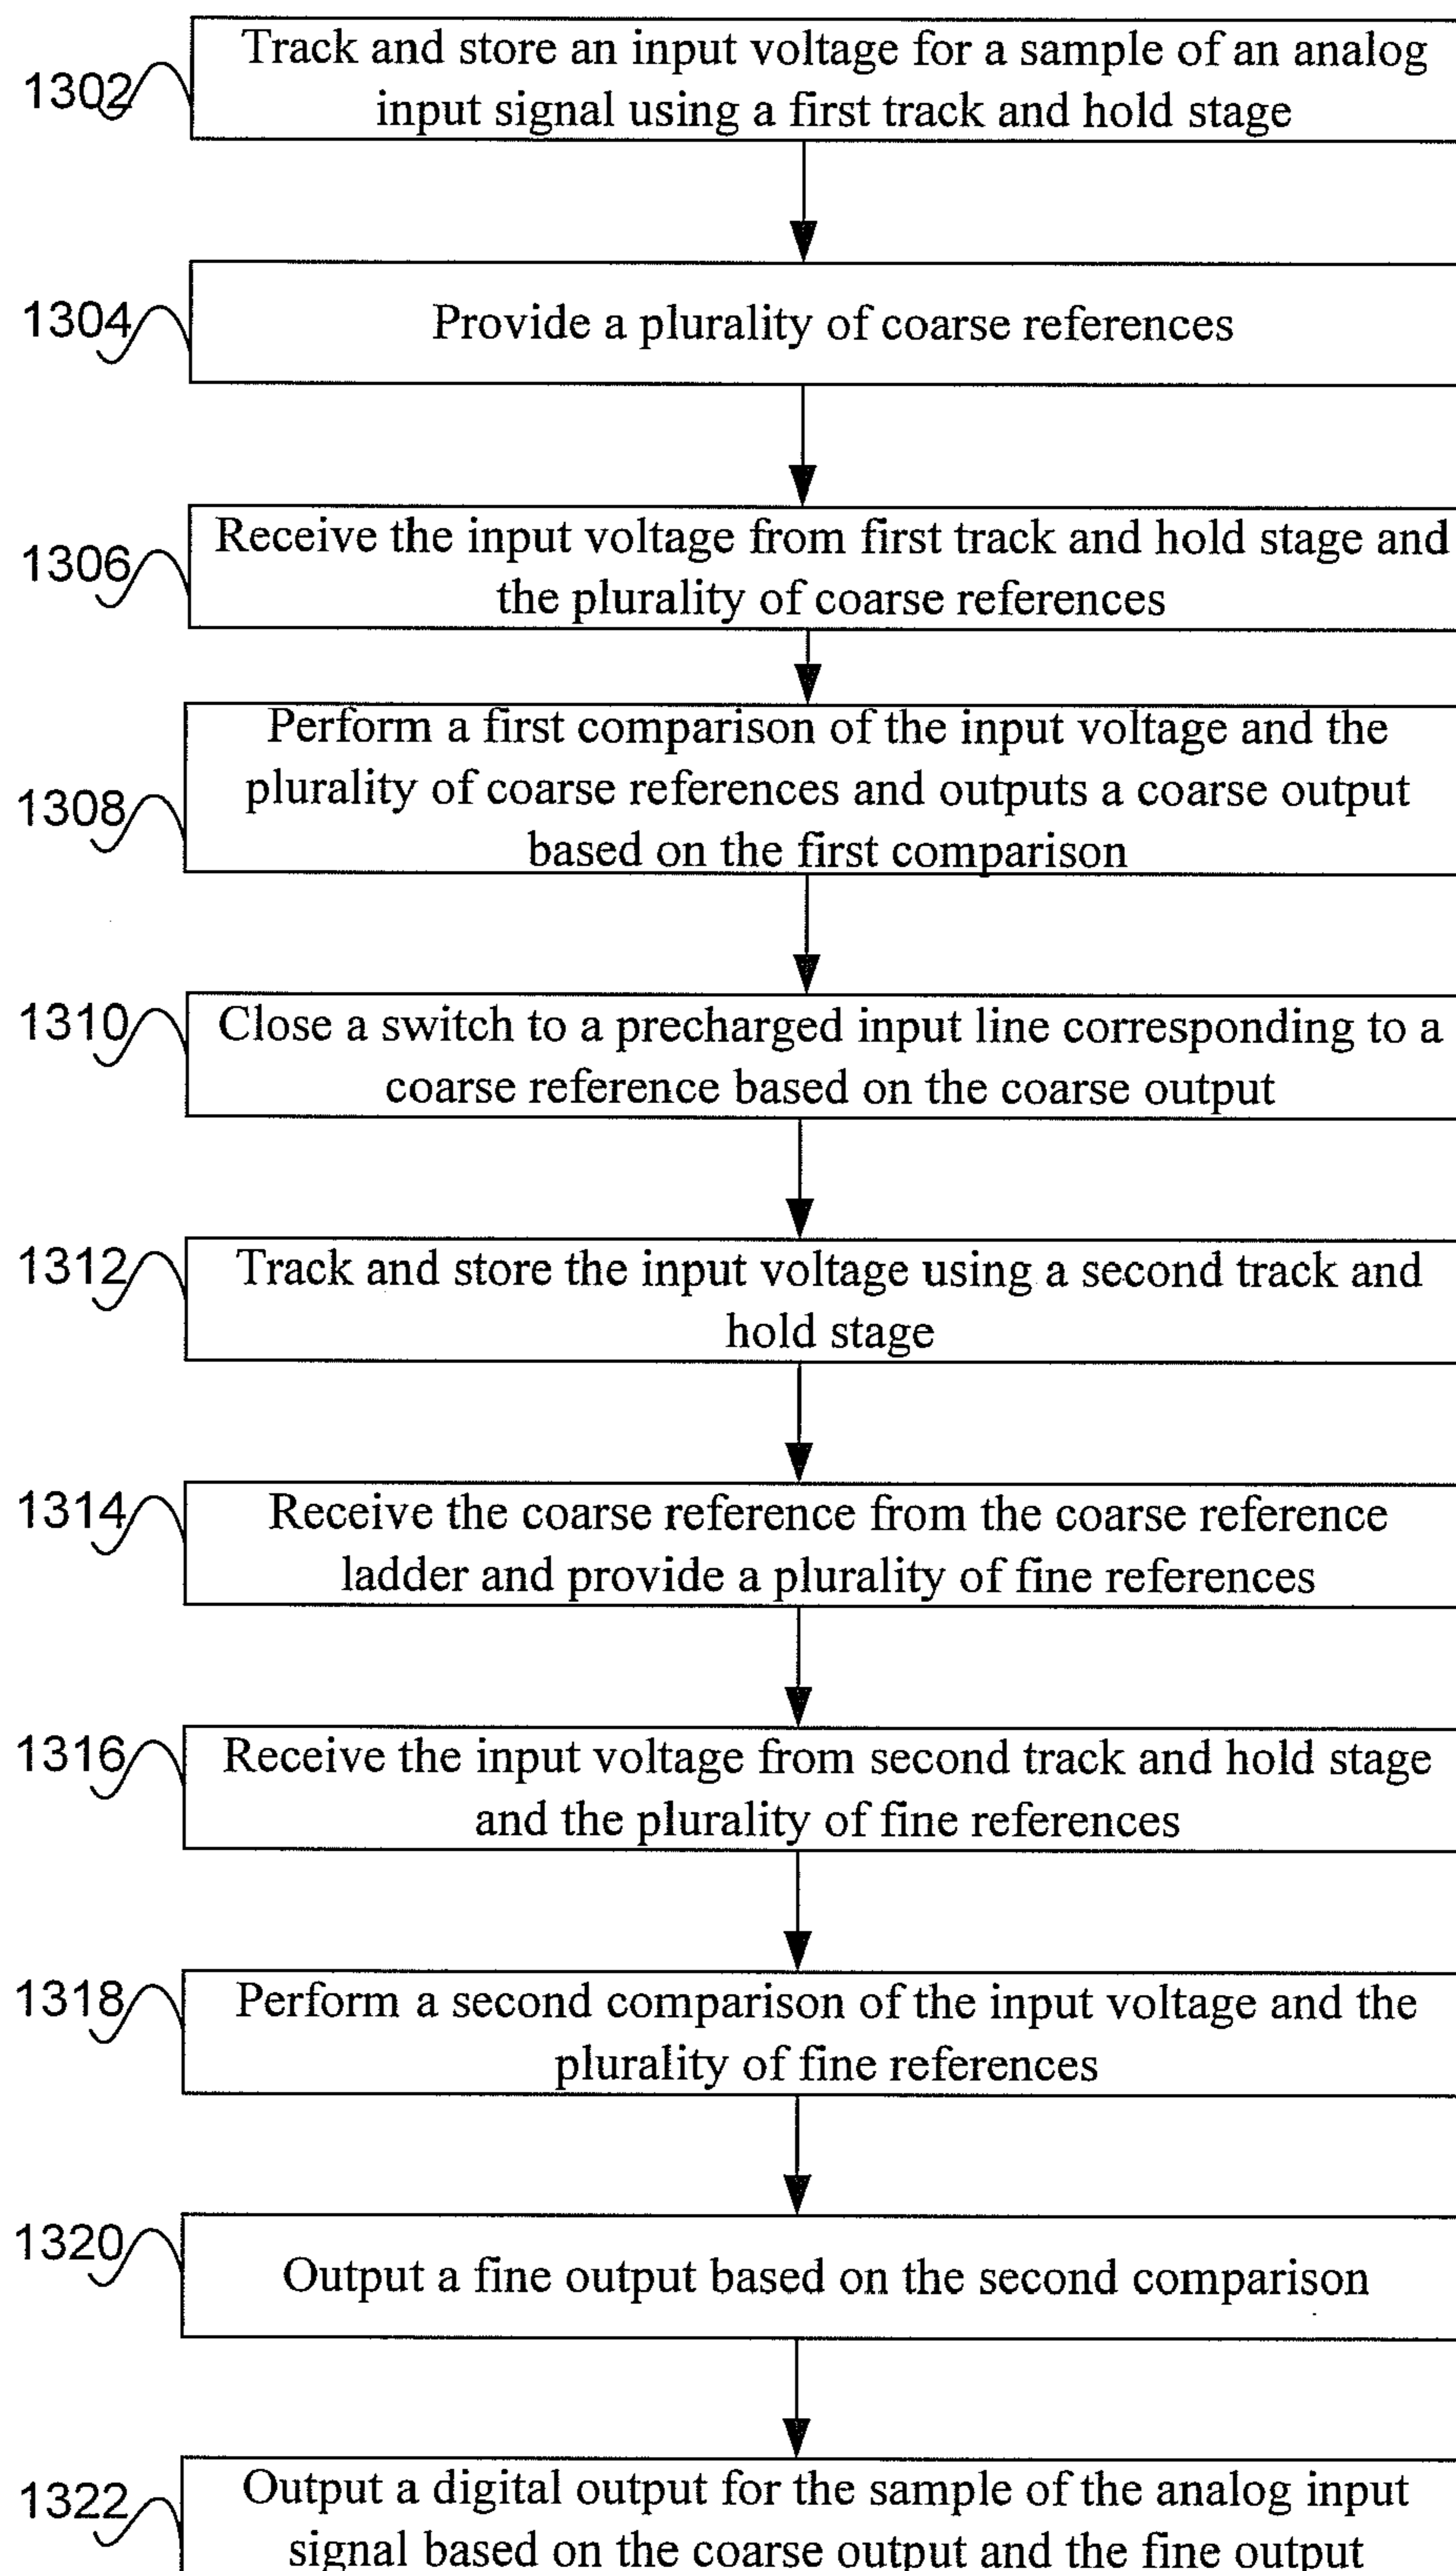 1302
Track and store an input voltage for a sample of an analog
input signal using a first track and hold stage
1304
Provide a plurality of coarse references
1306
Receive the input voltage from first track and hold stage and
the plurality of coarse references
1308
Perform a first comparison of the input voltage and the
plurality of coarse references and outputs a coarse output
based on the first comparison
1310
Close a switch to a precharged input line corresponding to a
coarse reference based on the coarse output
1312
Track and store the input voltage using a second track and
hold stage
1314
Receive the coarse reference from the coarse reference
ladder and provide a plurality of fine references
1316
Receive the input voltage from second track and hold stage
and the plurality of fine references
1318
Perform a second comparison of the input voltage and the
plurality of fine references
1320
Output a fine output based on the second comparison
1322
Output a digital output for the sample of the analog input
signal based on the coarse output and the fine output